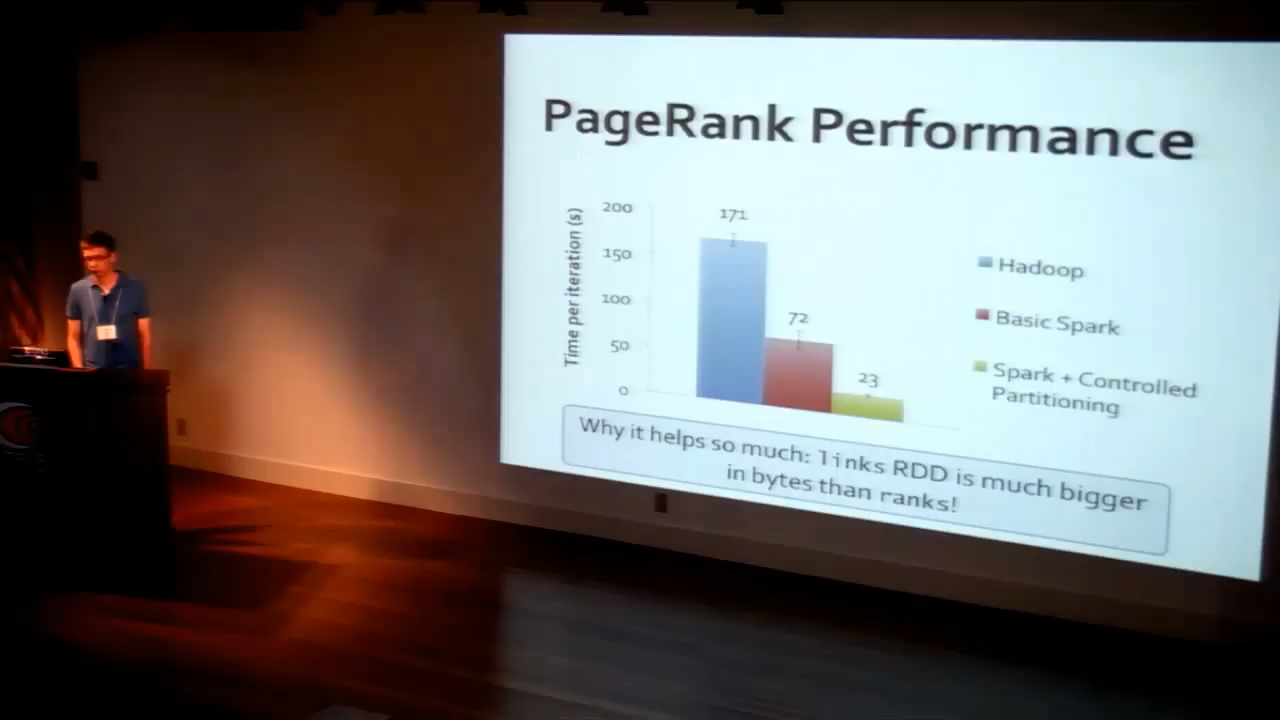 PageRank Performance
Time per iteration (s)
200
150
100
50
0
171
72
23
Hadoop
Basic Spark
Spark + Controlled
Partitioning
Why it helps so much: links RDD is much bigger
in bytes than ranks!